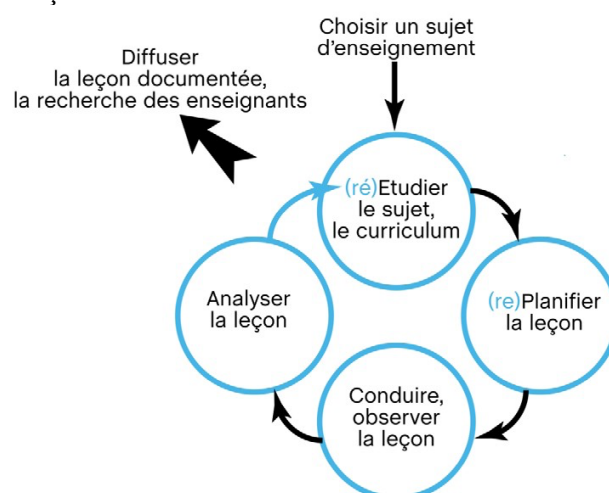 Choisir un sujet
d'enseignement
Diffuser
la leçon documentée,
la recherche des enseignants
(ré)Etudier
le sujet,
le curriculum
(re)Planifier
la leçon
Conduire,
observer
la leçon
Analyser
la leçon